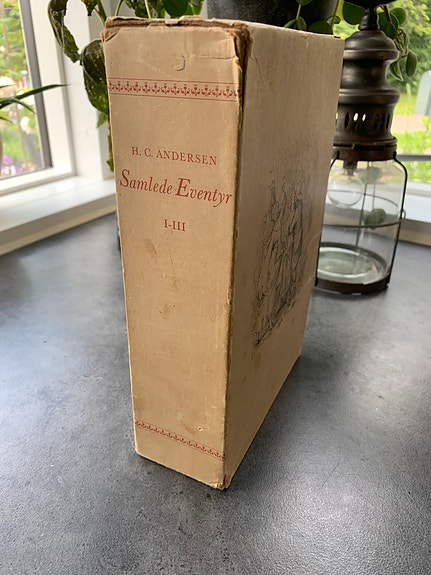 H. C. ANDERSEN
Samlede Eventyr
I-III